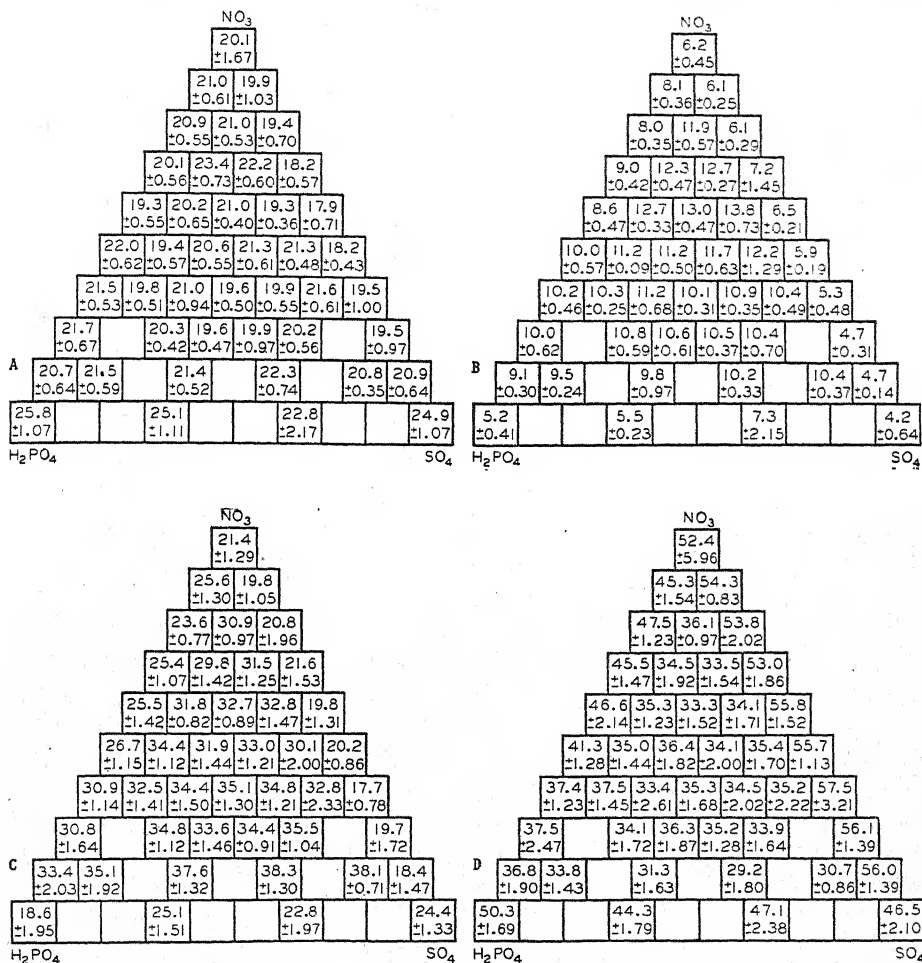 NO3
20.1
±1.67
21.0 19.9
±0.61 ±1.03
20.9 21.0 19.4
±0.55 ±0.53 ±0.70
20.1 23.4 22.2 18.2
±0.56 ±0.73 ±0.60 ±0.57
19.3 20.2 21.0 19.3 17.9
±0.55 ±0.65 ±0.40 ±0.36 ±0.71
22.0 19.4 20.6 21.3 21.3 18.2
±0.62 ±0.57 ±0.55 ±0.61 ±0.48 ±0.43
21.5 19.8 21.0 19.6 19.9 21.6 19.5
±0.53 ±0.51 ±0.94 ±0.50 ±0.55 ±0.61 ±1.00
21.7 20.3 19.6 19.9 20.2 19.5
±0.67 ±0.42 ±0.47 ±0.97 ±0.56 ±0.97
A
20.7 21.5 21.4 22.3 20.8 20.9
±0.64 ±0.59 ±0.52 ±0.74 ±0.35 ±0.64
25.8 25.1 22.8 24.9
±1.07 ±1.11 ±2.17 ±1.07
H2PO4 SO4
NO3
6.2
±0.45
8.1 6.1
±0.36 ±0.25
8.0 11.9 6.1
±0.35 ±0.57 ±0.29
9.0 12.3 12.7 7.2
±0.42 ±0.47 ±0.27 ±1.45
8.6 12.7 13.0 13.8 6.5
±0.47 ±0.33 ±0.47 ±0.73 ±0.21
10.0 11.2 11.2 11.7 12.2 5.9
±0.57 ±0.09 ±0.50 ±0.63 ±1.29 ±0.19
10.2 10.3 11.2 10.1 10.9 10.4 5.3
±0.46 ±0.25 ±0.68 ±0.31 ±0.35 ±0.49 ±0.48
10.0 10.8 10.6 10.5 10.4 4.7
±0.62 ±0.59 ±0.61 ±0.37 ±0.70 ±0.31
B
9.1 9.5 9.8 10.2 10.4 4.7
±0.30 ±0.24 ±0.97 ±0.33 ±0.37 ±0.14
5.2 5.5 7.3 4.2
±0.41 ±0.23 ±2.15 ±0.64
H2PO4 SO4
NO3
21.4
±1.29
25.6 19.8
±1.30 ±1.05
23.6 30.9 20.8
±0.77 ±0.97 ±1.96
25.4 29.8 31.5 21.6
±1.07 ±1.42 ±1.25 ±1.53
25.5 31.8 32.7 32.8 19.8
±1.42 ±0.82 ±0.89 ±1.47 ±1.31
26.7 34.4 31.9 33.0 30.1 20.2
±1.15 ±1.12 ±1.44 ±1.21 ±2.00 ±0.86
30.9 32.5 34.4 35.1 34.8 32.8 17.7
±1.14 ±1.41 ±1.50 ±1.30 ±1.21 ±2.33 ±0.78
30.8 34.8 33.6 34.4 35.5 19.7
±1.64 ±1.12 ±1.46 ±0.91 ±1.04 ±1.72
C
33.4 35.1 37.6 38.3 38.1 18.4
±2.03 ±1.92 ±1.32 ±1.30 ±0.71 ±1.47
18.6 25.1 22.8 24.4
±1.95 ±1.51 ±1.97 ±1.33
H2PO4 SO4
NO3
52.4
±5.96
45.3 54.3
±1.54 ±0.83
47.5 36.1 53.8
±1.23 ±0.97 ±2.02
45.5 34.5 33.5 53.0
±1.47 ±1.92 ±1.54 ±1.86
46.6 35.3 33.3 34.1 55.8
±2.14 ±1.23 ±1.52 ±1.71 ±1.52
41.3 35.0 36.4 34.1 35.4 55.7
±1.28 ±1.44 ±1.82 ±2.00 ±1.70 ±1.13
37.4 37.5 33.4 35.3 34.5 35.2 57.5
±1.23 ±1.45 ±2.61 ±1.68 ±2.02 ±2.22 ±3.21
37.5 34.1 36.3 35.2 33.9 56.1
±2.47 ±1.72 ±1.87 ±1.28 ±1.64 ±1.39
D
36.8 33.8 31.3 29.2 30.7 56.0
±1.90 ±1.43 ±1.63 ±1.80 ±0.86 ±1.39
50.3 44.3 47.1 46.5
±1.69 ±1.79 ±2.38 ±2.10
H2PO4 SO4